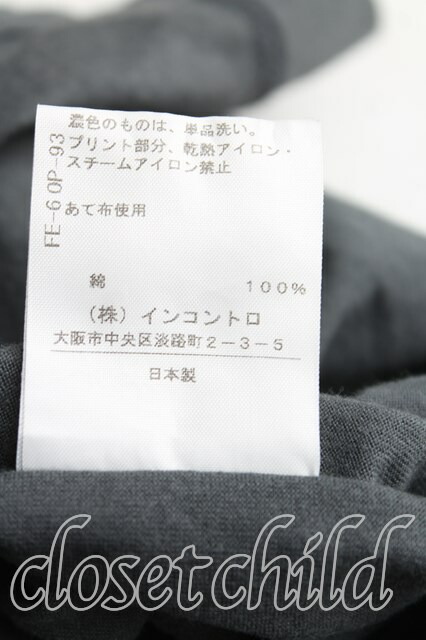 濃色のものは、単品洗い。
プリント部分、乾熱アイロン・
スチームアイロン禁止
あて布使用
FE-60P-93
綿 100%
(株)インコントロ
大阪市中央区淡路町2-3-5
日本製
closet child